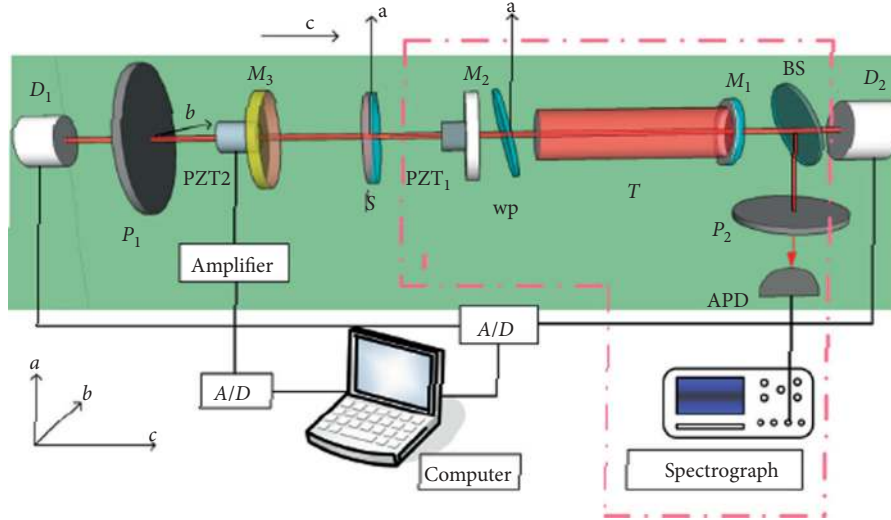 c
a
a
D1
b
M3
M2
M1
BS
D2
PZT2
S
PZT1
wp
T
P1
P2
Amplifier
APD
A/D
A/D
a
b
c
Computer
Spectrograph